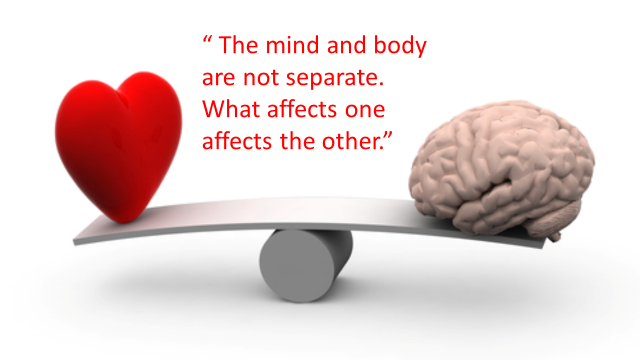 “ The mind and body
are not separate.
What affects one
affects the other.”